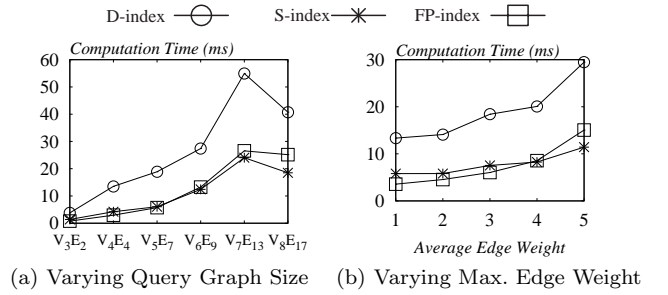 D-index S-index FP-index
Computation Time (ms)
60
50
40
30
20
10
0
V3E2 V4E4 V5E7 V6E9 V7E13 V8E17
(a) Varying Query Graph Size
Computation Time (ms)
30
20
10
0
1 2 3 4 5
Average Edge Weight
(b) Varying Max. Edge Weight